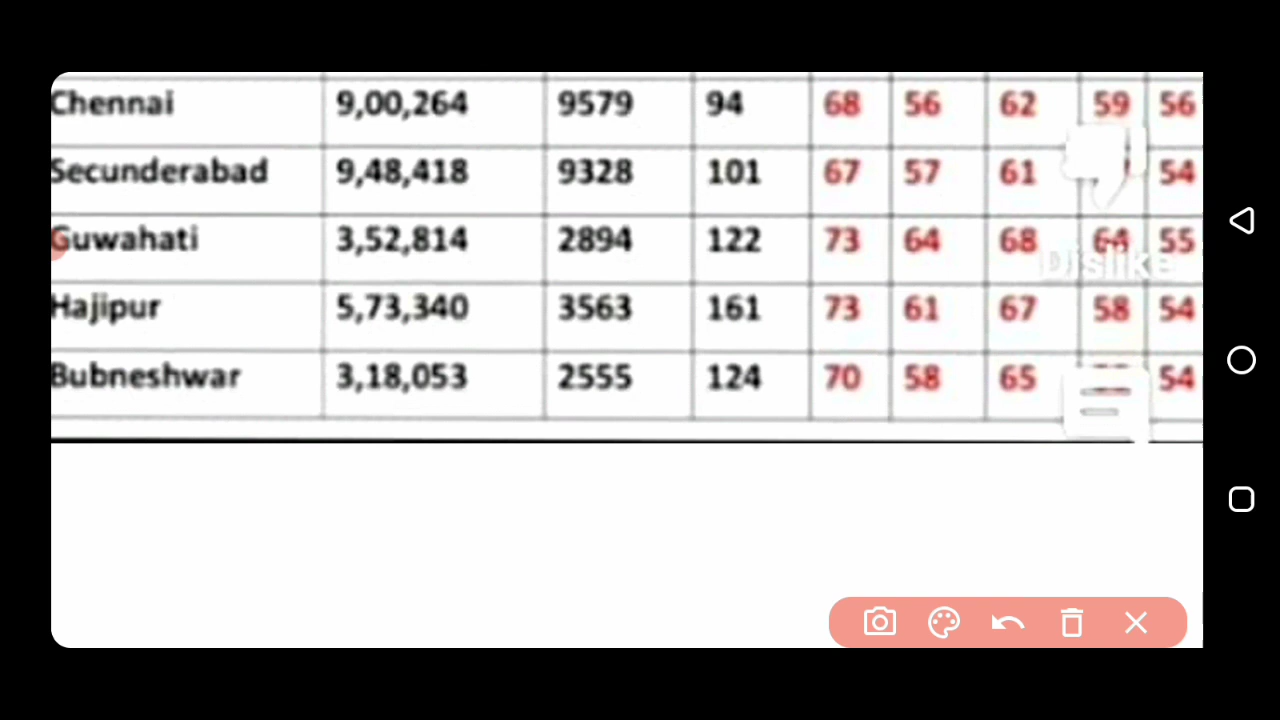 Chennai 9,00,264 9579 94 68 56 62 59 56
Secunderabad 9,48,418 9328 101 67 57 61 54
Guwahati 3,52,814 2894 122 73 64 68 64 55
Dislike
Hajipur 5,73,340 3563 161 73 61 67 58 54
Bubneshwar 3,18,053 2555 124 70 58 65 54